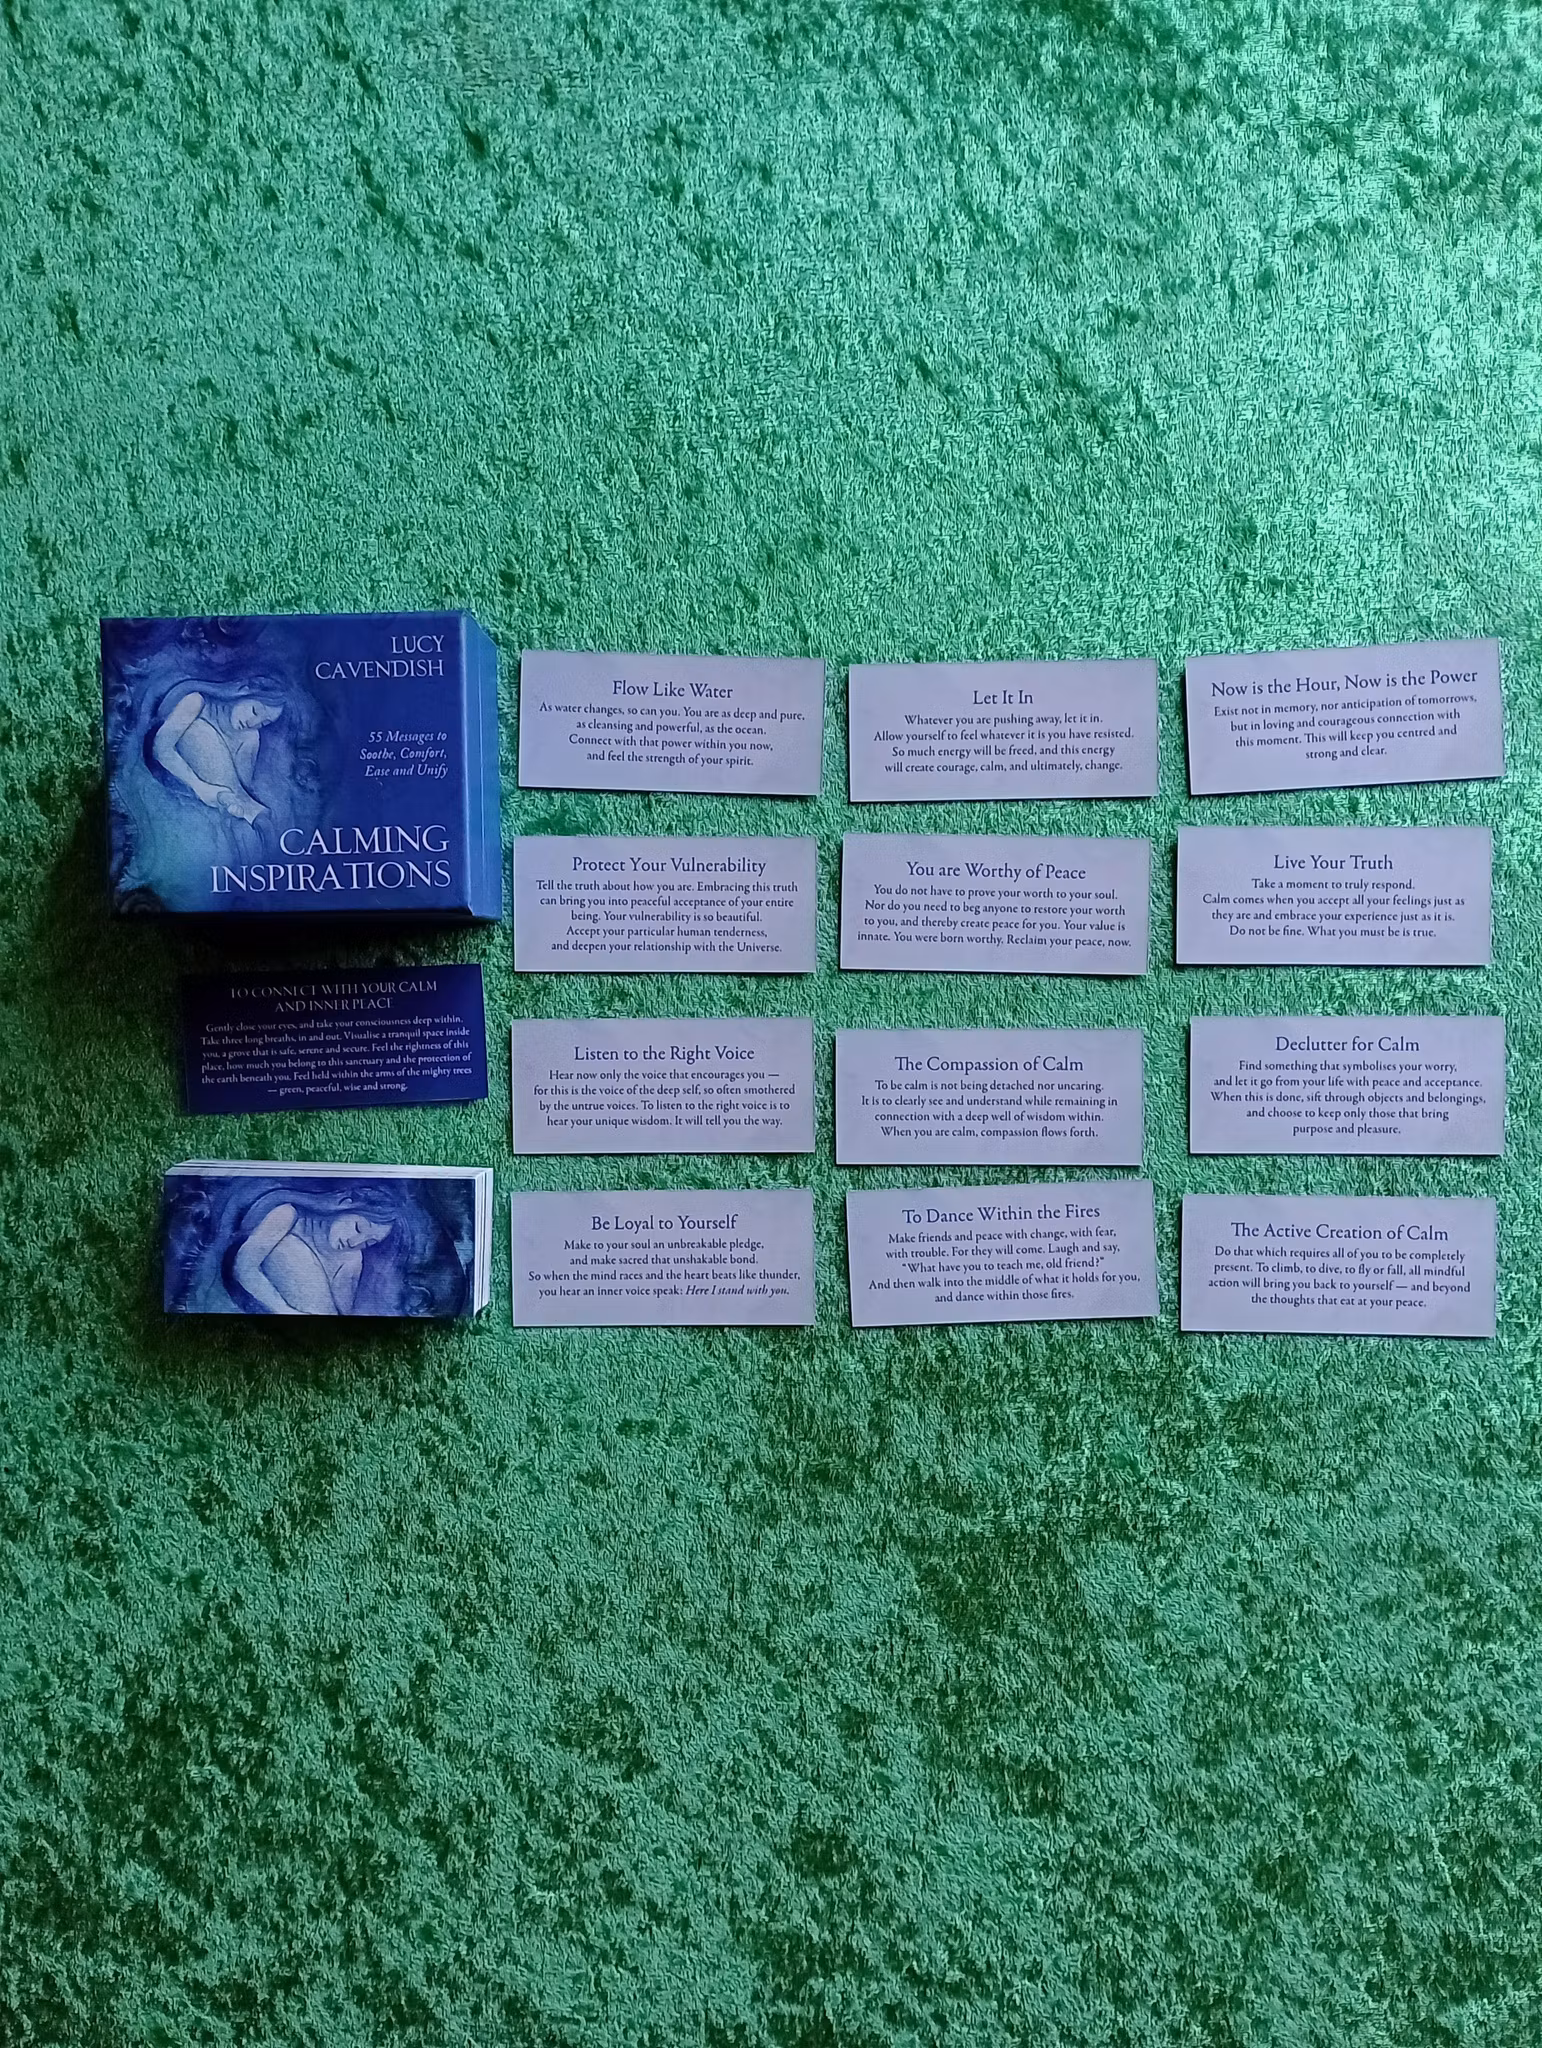 LUCY
CAVENDISH
55 Messages to
Soothe, Comfort,
Ease and Unify
CALMING
INSPIRATIONS
TO CONNECT WITH YOUR CALM
AND INNER PEACE
Gently close your eyes, and take your consciousness deep within.
Take three long breaths, in and out. Visualise a tranquil space inside
you, a grove that is safe, serene and secure. Feel the rightness of this
place, how much you belong to this sanctuary and the protection of
the earth beneath you. Feel held within the arms of the mighty trees
— green, peaceful, wise and strong.
Flow Like Water
As water changes, so can you. You are as deep and pure,
as cleansing and powerful, as the ocean.
Connect with that power within you now,
and feel the strength of your spirit.
Let It In
Whatever you are pushing away, let it in.
Allow yourself to feel whatever it is you have resisted.
So much energy will be freed, and this energy
will create courage, calm, and ultimately, change.
Now is the Hour, Now is the Power
Exist not in memory, nor anticipation of tomorrows,
but in loving and courageous connection with
this moment. This will keep you centred and
strong and clear.
Protect Your Vulnerability
Tell the truth about how you are. Embracing this truth
can bring you into peaceful acceptance of your entire
being. Your vulnerability is so beautiful.
Accept your particular human tenderness,
and deepen your relationship with the Universe.
You are Worthy of Peace
You do not have to prove your worth to your soul.
Nor do you need to beg anyone to restore your worth
to you, and thereby create peace for you. Your value is
innate. You were born worthy. Reclaim your peace, now.
Live Your Truth
Take a moment to truly respond.
Calm comes when you accept all your feelings just as
they are and embrace your experience just as it is.
Do not be fine. What you must be is true.
Listen to the Right Voice
Hear now only the voice that encourages you —
for this is the voice of the deep self, so often smothered
by the untrue voices. To listen to the right voice is to
hear your unique wisdom. It will tell you the way.
The Compassion of Calm
To be calm is not being detached nor uncaring.
It is to clearly see and understand while remaining in
connection with a deep well of wisdom within.
When you are calm, compassion flows forth.
Declutter for Calm
Find something that symbolises your worry,
and let it go from your life with peace and acceptance.
When this is done, sift through objects and belongings,
and choose to keep only those that bring
purpose and pleasure.
Be Loyal to Yourself
Make to your soul an unbreakable pledge,
and make sacred that unshakable bond.
So when the mind races and the heart beats like thunder,
you hear an inner voice speak: Here I stand with you.
To Dance Within the Fires
Make friends and peace with change, with fear,
with trouble. For they will come. Laugh and say,
"What have you to teach me, old friend?"
And then walk into the middle of what it holds for you,
and dance within those fires.
The Active Creation of Calm
Do that which requires all of you to be completely
present. To climb, to dive, to fly or fall, all mindful
action will bring you back to yourself — and beyond
the thoughts that eat at your peace.